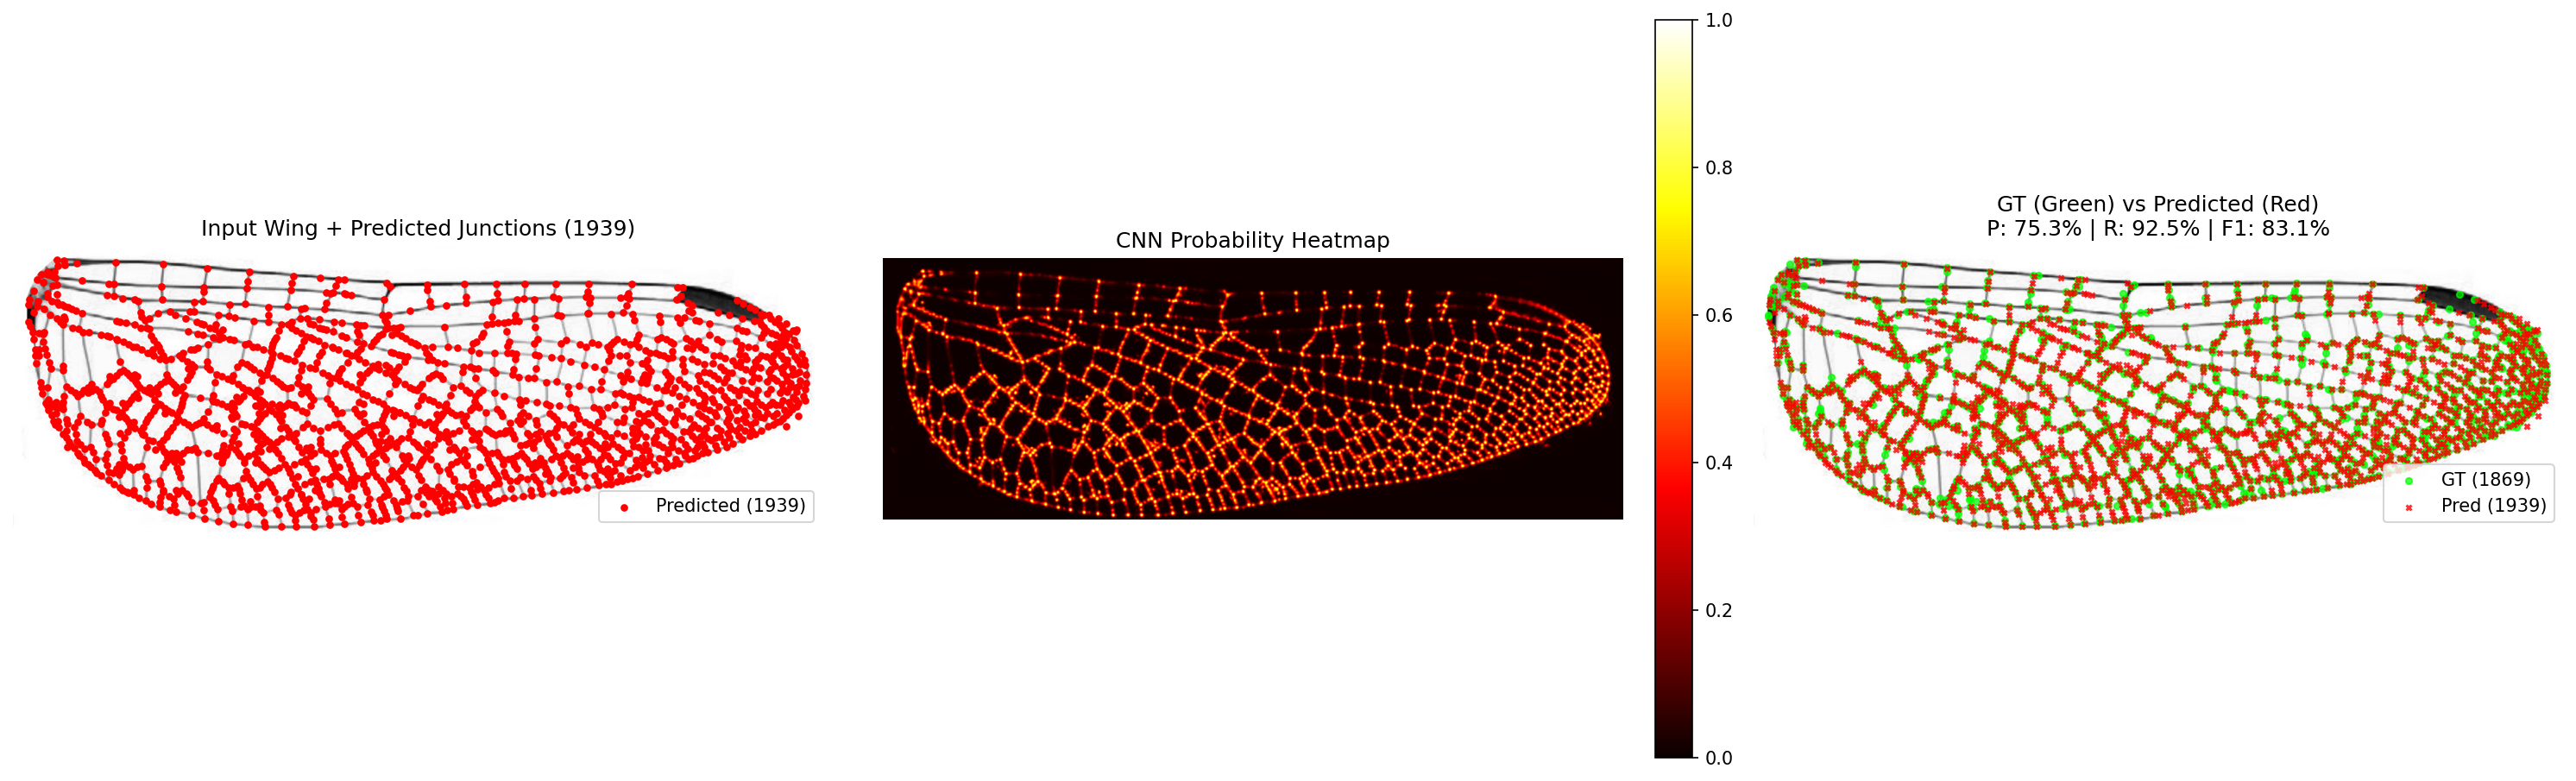 Input Wing + Predicted Junctions (1939)
Predicted (1939)
CNN Probability Heatmap
1.0
0.8
0.6
0.4
0.2
0.0
GT (Green) vs Predicted (Red)
P: 75.3% | R: 92.5% | F1: 83.1%
GT (1869)
Pred (1939)